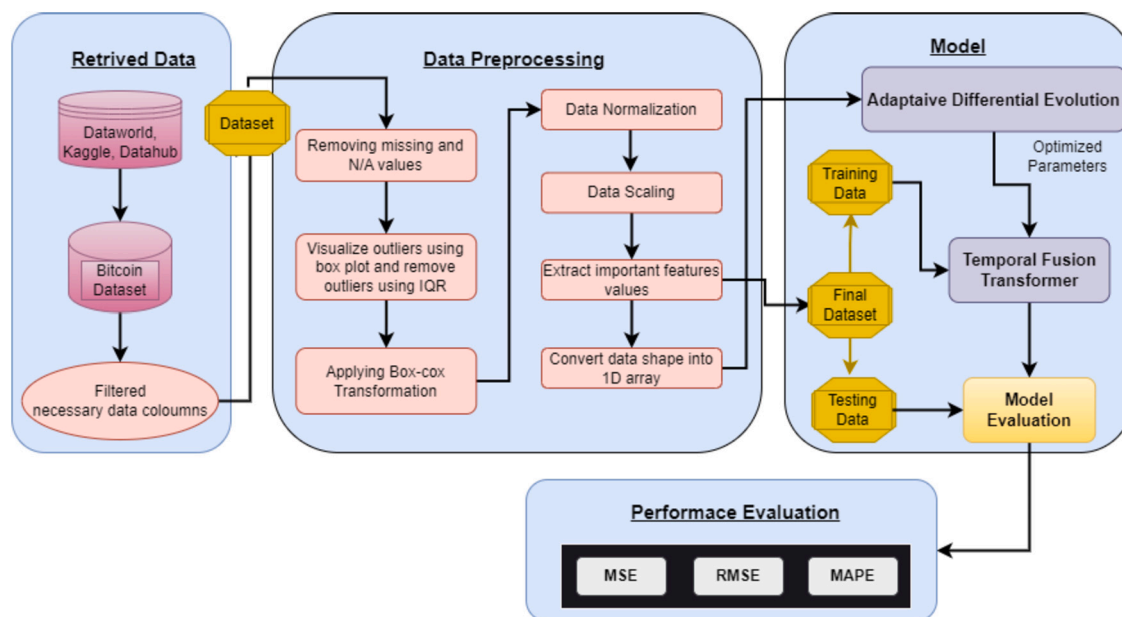 Retrived Data
Dataworld,
Kaggle, Datahub
Bitcoin
Dataset
Filtered
necessary data coloumns
Dataset
Data Preprocessing
Removing missing and
N/A values
Visualize outliers using
box plot and remove
outliers using IQR
Applying Box-cox
Transformation
Data Normalization
Data Scaling
Extract important features
values
Convert data shape into
1D array
Model
Adaptaive Differential Evolution
Optimized
Parameters
Training
Data
Temporal Fusion
Transformer
Final
Dataset
Testing
Data
Model
Evaluation
Performace Evaluation
MSE
RMSE
MAPE